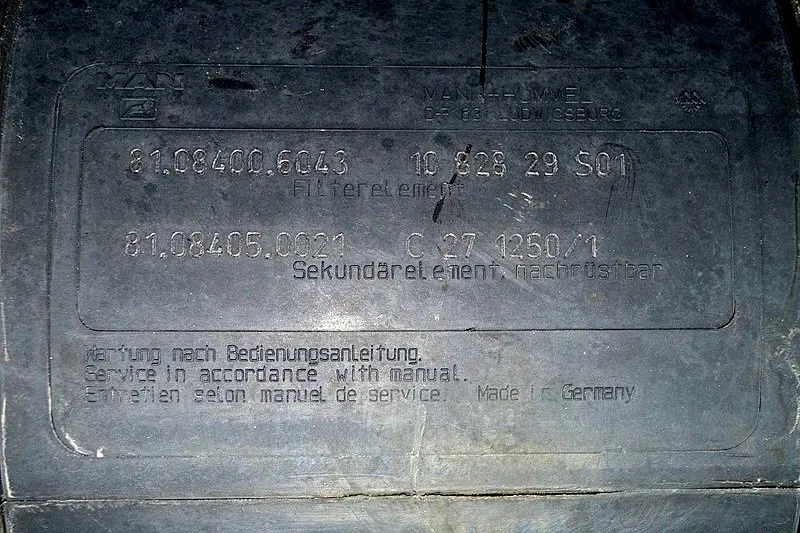 MAN
MANN+HUMMEL
LUDWIGSBURG
81.08400.6043 10 828 29 S01
Filterelement
81.08405.0021 C 27 1250/1
Sekundärelement, nachrüstbar
Wartung nach Bedienungsanleitung.
Service in accordance with manual.
Entretien selon manuel de service. Made in Germany